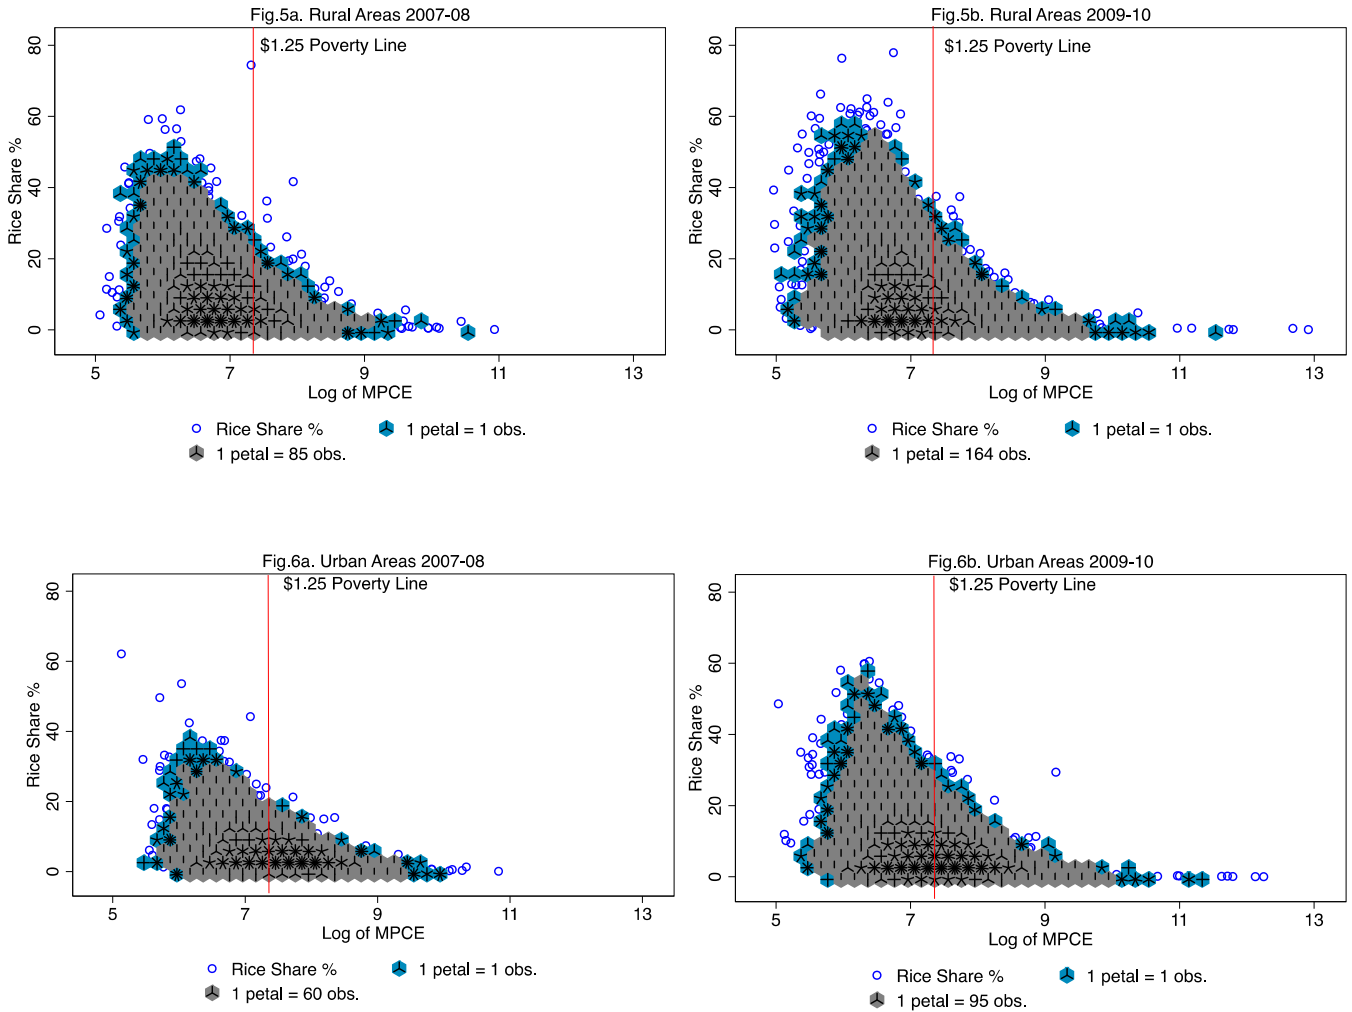 Fig.5a. Rural Areas 2007-08
$1.25 Poverty Line
Rice Share %
80
60
40
20
0
5 7 9 11 13
Log of MPCE
Rice Share % 1 petal = 1 obs.
1 petal = 85 obs.
Fig.5b. Rural Areas 2009-10
$1.25 Poverty Line
Rice Share %
80
60
40
20
0
5 7 9 11 13
Log of MPCE
Rice Share % 1 petal = 1 obs.
1 petal = 164 obs.
Fig.6a. Urban Areas 2007-08
$1.25 Poverty Line
Rice Share %
80
60
40
20
0
5 7 9 11 13
Log of MPCE
Rice Share % 1 petal = 1 obs.
1 petal = 60 obs.
Fig.6b. Urban Areas 2009-10
$1.25 Poverty Line
Rice Share %
80
60
40
20
0
5 7 9 11 13
Log of MPCE
Rice Share % 1 petal = 1 obs.
1 petal = 95 obs.